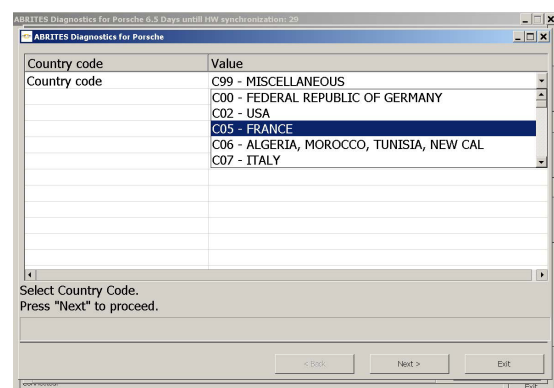 ABRITES Diagnostics for Porsche 6.5 Days untill HW synchronization: 29
ABRITES Diagnostics for Porsche
Country code Value
Country code C99 - MISCELLANEOUS
C00 - FEDERAL REPUBLIC OF GERMANY
C02 - USA
C05 - FRANCE
C06 - ALGERIA, MOROCCO, TUNISIA, NEW CAL
C07 - ITALY
Select Country Code.
Press "Next" to proceed.
< Back Next > Exit
Exit